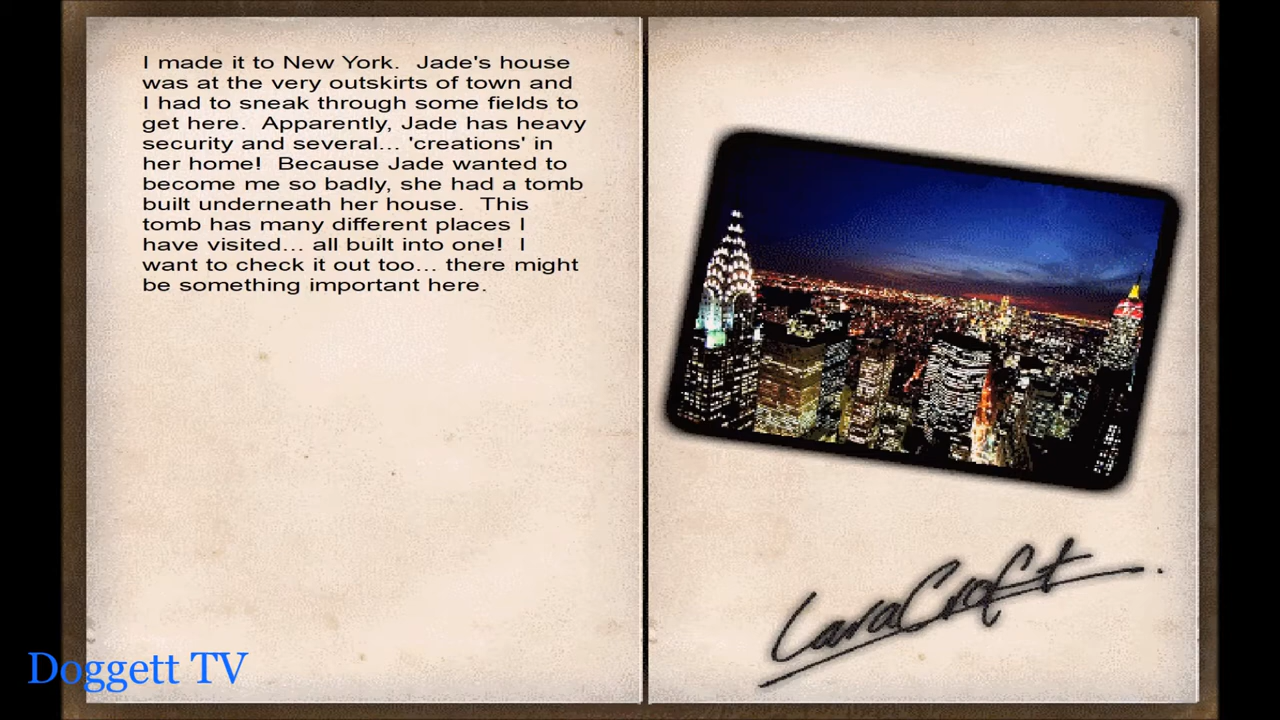 I made it to New York.  Jade's house
was at the very outskirts of town and
I had to sneak through some fields to
get here.  Apparently, Jade has heavy
security and several... 'creations' in
her home!  Because Jade wanted to
become me so badly, she had a tomb
built underneath her house.  This
tomb has many different places I
have visited... all built into one!  I
want to check it out too... there might
be something important here.
Lara Croft
Doggett TV